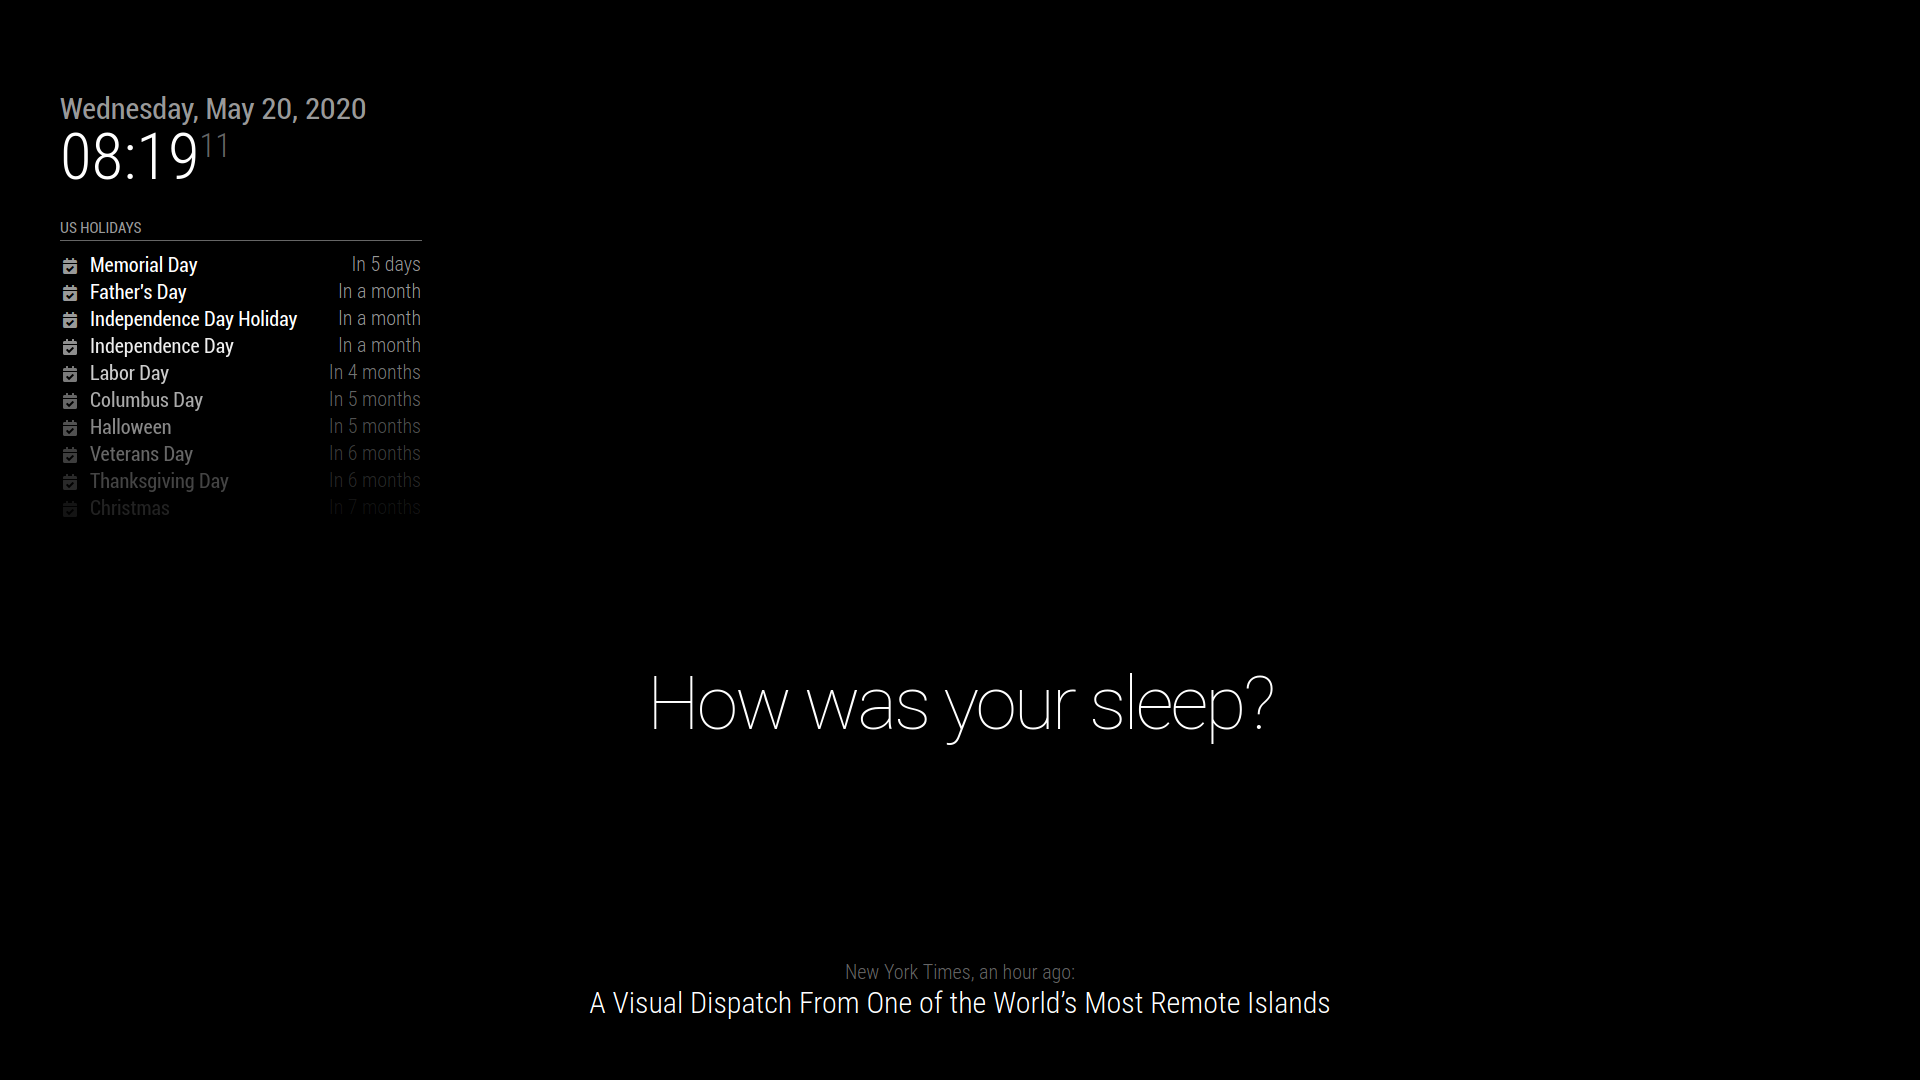 Wednesday, May 20, 2020
08:19 11
US HOLIDAYS
Memorial Day In 5 days
Father's Day In a month
Independence Day Holiday In a month
Independence Day In a month
Labor Day In 4 months
Columbus Day In 5 months
Halloween In 5 months
Veterans Day In 6 months
Thanksgiving Day In 6 months
Christmas In 7 months
How was your sleep?
New York Times, an hour ago:
A Visual Dispatch From One of the World’s Most Remote Islands